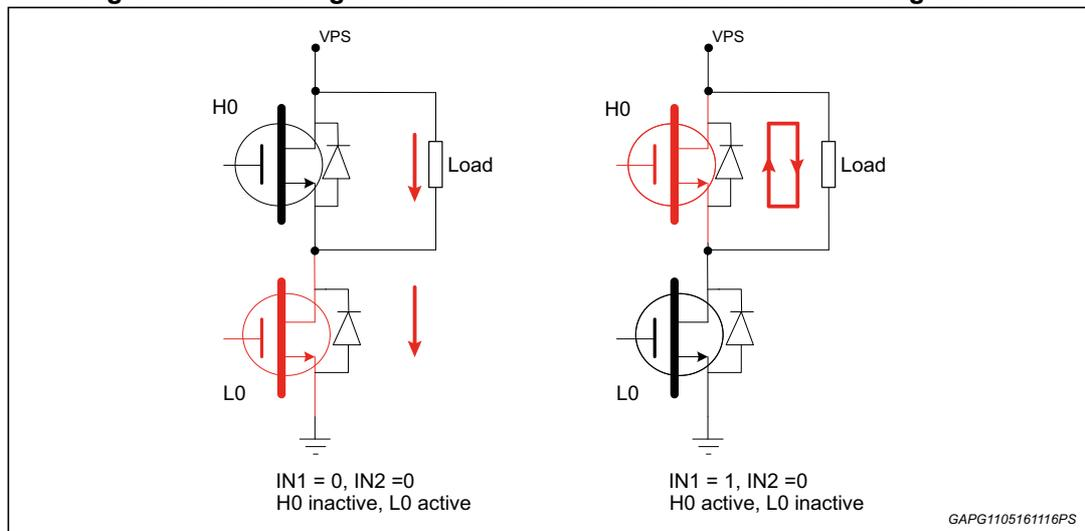 VPS
H0
Load
L0
IN1 = 0, IN2 =0
H0 inactive, L0 active
VPS
H0
Load
L0
IN1 = 1, IN2 =0
H0 active, L0 inactive
GAPG1105161116PS